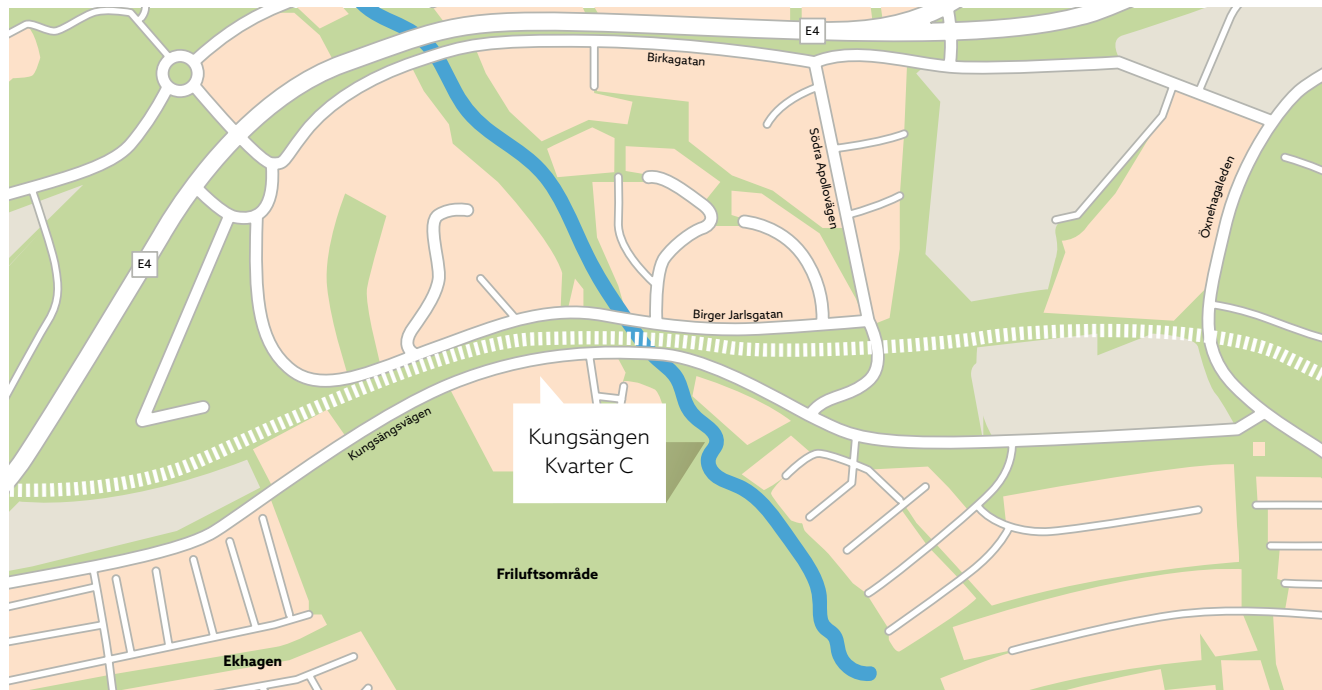 E4
Birkagatan
Södra Apollovägen
Öxnehagaleden
E4
Birger Jarlsgatan
Kungsängsvägen
Kungsängen
Kvarter C
Friluftsområde
Ekhagen